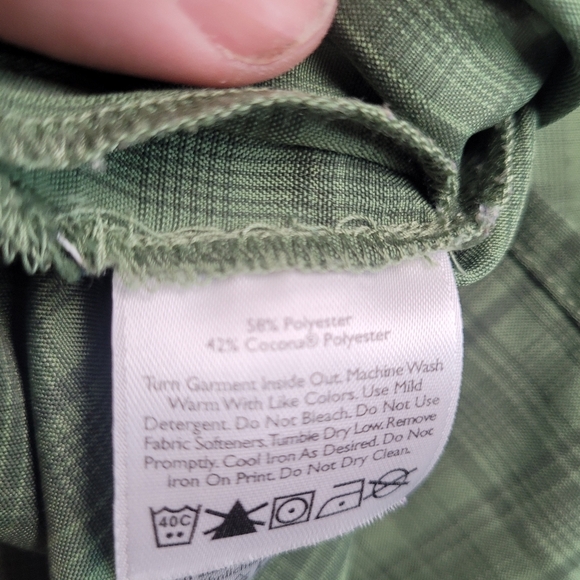 58% Polyester
42% Cocona® Polyester
Turn Garment Inside Out. Machine Wash
Warm With Like Colors. Use Mild
Detergent. Do Not Bleach. Do Not Use
Fabric Softeners. Tumble Dry Low. Remove
Promptly. Cool Iron As Desired. Do Not
Iron On Print. Do Not Dry Clean.
40C